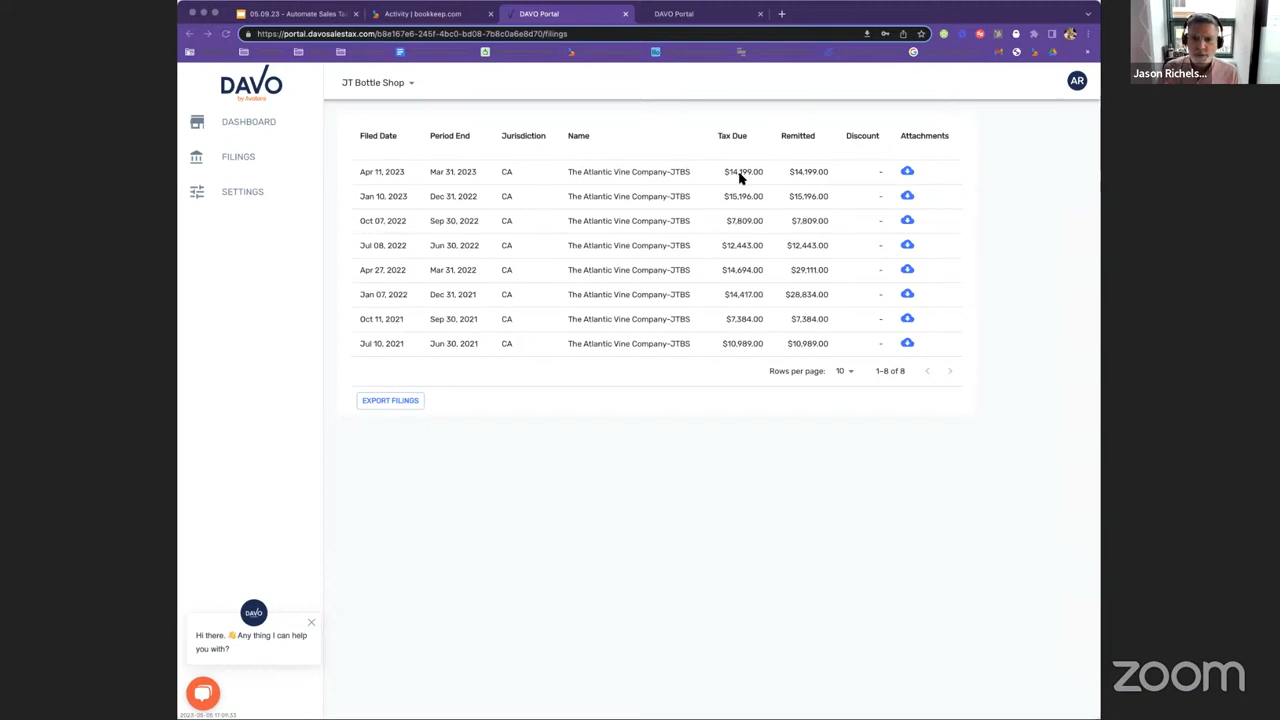 05.09.23 - Automate Sales Ta
Activity | bookkeep.com
DAVO Portal
DAVO Portal
https://portal.davosalestax.com/b8e167e6-245f-4bc0-bd08-7b8c0a6e8d70/filings
DAVO
by Avalara
JT Bottle Shop
AR
Jason Richels...
DASHBOARD
FILINGS
SETTINGS
Filed Date Period End Jurisdiction Name Tax Due Remitted Discount Attachments
Apr 11, 2023 Mar 31, 2023 CA The Atlantic Vine Company-JTBS $14,199.00 $14,199.00 -
Jan 10, 2023 Dec 31, 2022 CA The Atlantic Vine Company-JTBS $15,196.00 $15,196.00 -
Oct 07, 2022 Sep 30, 2022 CA The Atlantic Vine Company-JTBS $7,809.00 $7,809.00 -
Jul 08, 2022 Jun 30, 2022 CA The Atlantic Vine Company-JTBS $12,443.00 $12,443.00 -
Apr 27, 2022 Mar 31, 2022 CA The Atlantic Vine Company-JTBS $14,694.00 $29,111.00 -
Jan 07, 2022 Dec 31, 2021 CA The Atlantic Vine Company-JTBS $14,417.00 $28,834.00 -
Oct 11, 2021 Sep 30, 2021 CA The Atlantic Vine Company-JTBS $7,384.00 $7,384.00 -
Jul 10, 2021 Jun 30, 2021 CA The Atlantic Vine Company-JTBS $10,989.00 $10,989.00 -
Rows per page: 10 1-8 of 8
EXPORT FILINGS
DAVO
Hi there. 👋 Any thing I can help
you with?
zoom